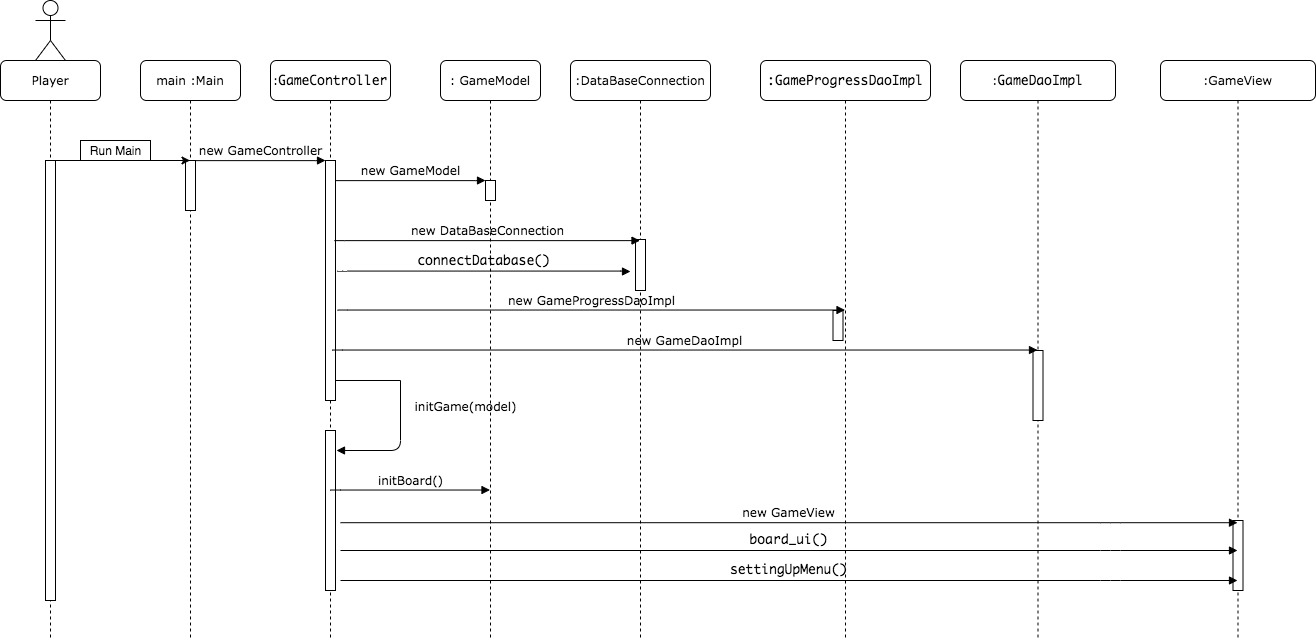 Player
main :Main
:GameController
: GameModel
:DataBaseConnection
:GameProgressDaoImpl
:GameDaoImpl
:GameView
Run Main
new GameController
new GameModel
new DataBaseConnection
connectDatabase()
new GameProgressDaoImpl
new GameDaoImpl
initGame(model)
initBoard()
new GameView
board_ui()
settingUpMenu()